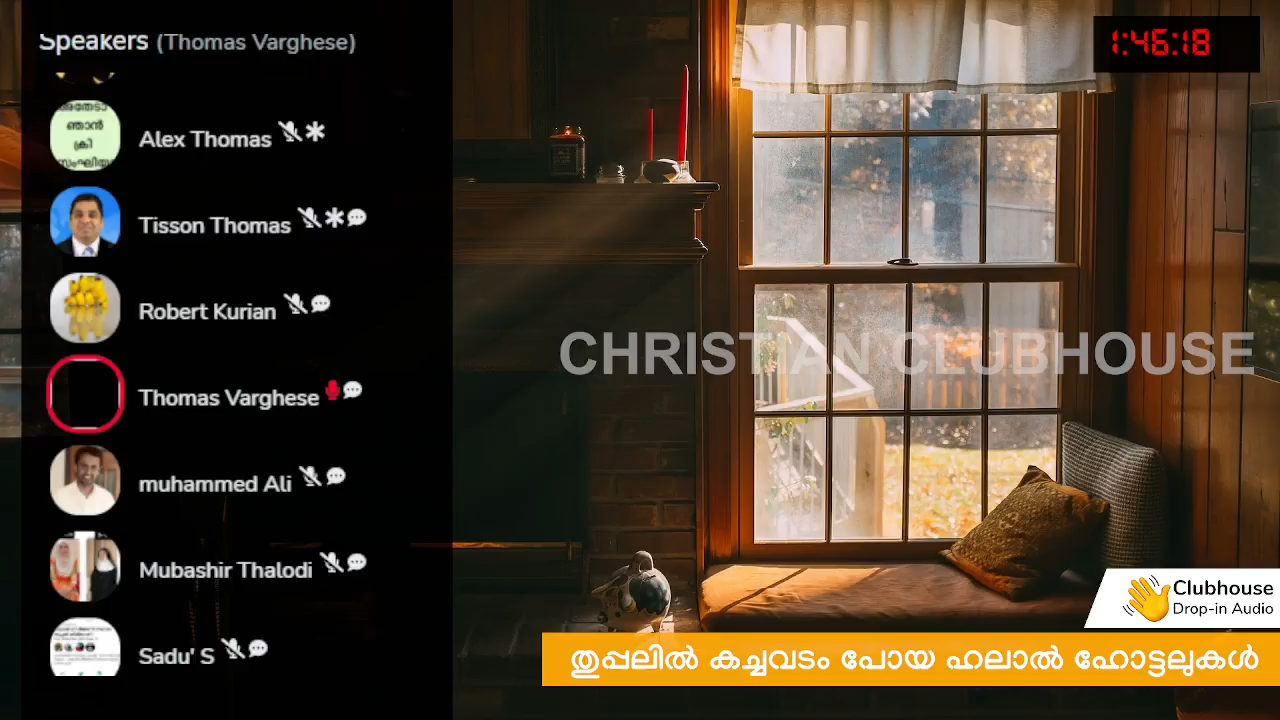 Speakers (Thomas Varghese)
1:46:18
അതേടാ
ഞാൻ
ക്രി
Alex Thomas
Tisson Thomas
Robert Kurian
CHRISTIAN CLUBHOUSE
Thomas Varghese
muhammed Ali
Mubashir Thalodi
Clubhouse
Drop-in Audio
Sadu' S
തുപ്പലിൽ കച്ചവടം പോയ ഹലാൽ ഹോട്ടലുകൾ